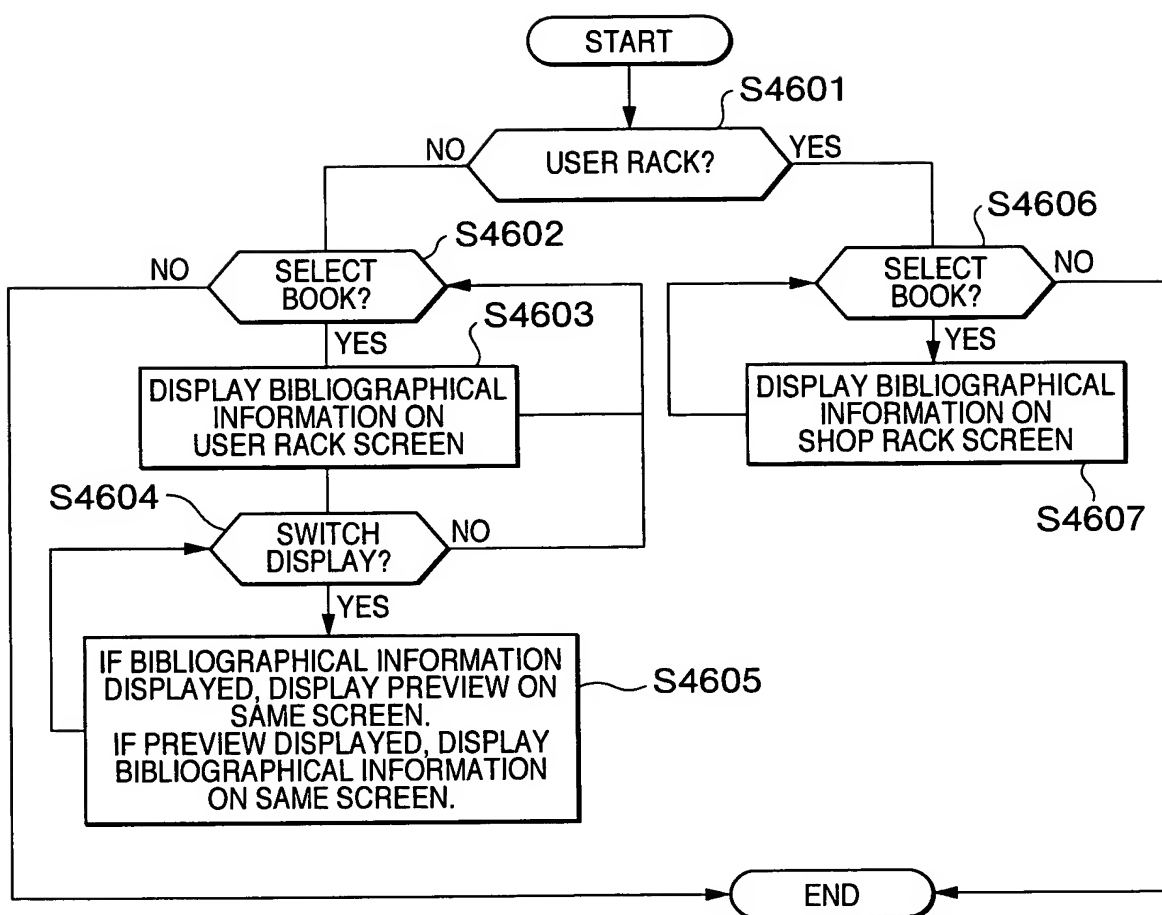 START
S4601
USER RACK?
NO
YES
S4602
NO
SELECT
BOOK?
YES
S4606
SELECT
BOOK?
NO
YES
S4603
DISPLAY BIBLIOGRAPHICAL
INFORMATION ON
USER RACK SCREEN
DISPLAY BIBLIOGRAPHICAL
INFORMATION ON
SHOP RACK SCREEN
S4607
S4604
SWITCH
DISPLAY?
NO
YES
IF BIBLIOGRAPHICAL INFORMATION
DISPLAYED, DISPLAY PREVIEW ON
SAME SCREEN.
IF PREVIEW DISPLAYED, DISPLAY
BIBLIOGRAPHICAL INFORMATION
ON SAME SCREEN.
S4605
END